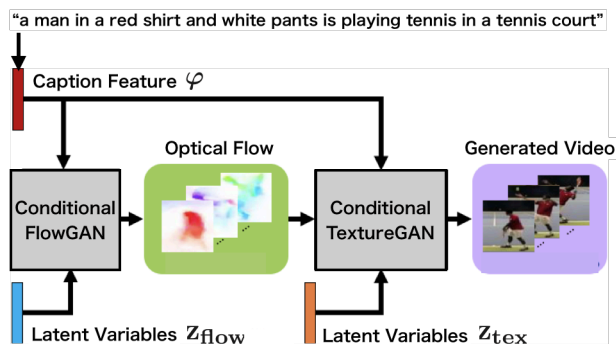 “a man in a red shirt and white pants is playing tennis in a tennis court”
Caption Feature φ
Optical Flow
Generated Video
Conditional
FlowGAN
Conditional
TextureGAN
Latent Variables z_flow
Latent Variables z_tex